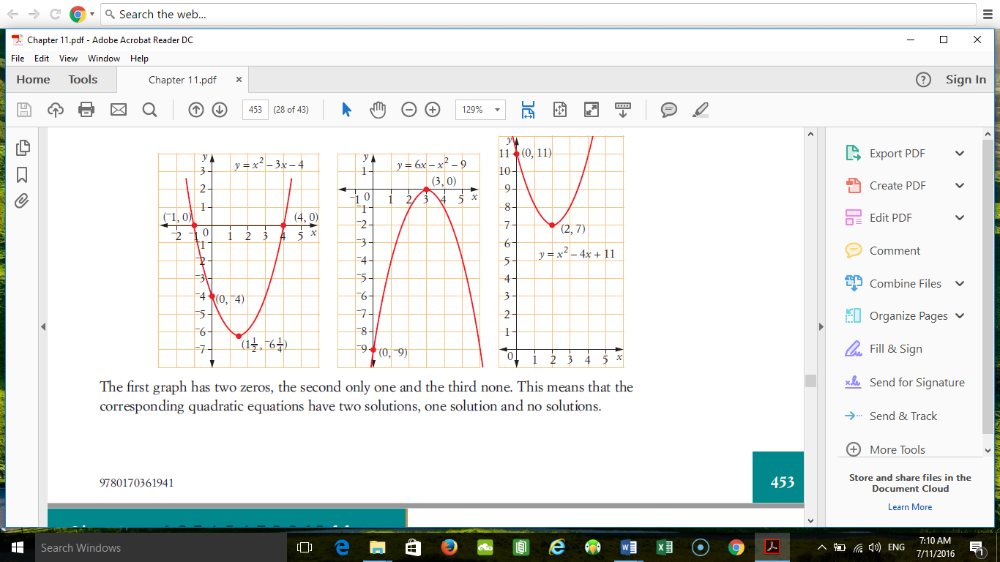 Search the web...
Chapter 11.pdf - Adobe Acrobat Reader DC
File Edit View Window Help
Home Tools Chapter 11.pdf × Sign In
453 (28 of 43) 129%
y
y = x² – 3x – 4
3
2
1
(⁻1, 0) (4, 0)
⁻2 ⁻1 0 1 2 3 4 5 x
⁻1
⁻2
⁻3
⁻4 (0, ⁻4)
⁻5
⁻6
(1 1/2, ⁻6 1/4)
⁻7
y
y = 6x – x² – 9
1
(3, 0)
⁻1 0 1 2 3 4 5 x
⁻1
⁻2
⁻3
⁻4
⁻5
⁻6
⁻7
⁻8
⁻9 (0, ⁻9)
y
11 (0, 11)
10
9
8
7 (2, 7)
6
y = x² – 4x + 11
5
4
3
2
1
0 1 2 3 4 5 x
The first graph has two zeros, the second only one and the third none. This means that the
corresponding quadratic equations have two solutions, one solution and no solutions.
9780170361941
453
Export PDF
Create PDF
Edit PDF
Comment
Combine Files
Organize Pages
Fill & Sign
Send for Signature
Send & Track
More Tools
Store and share files in the
Document Cloud
Learn More
Search Windows
ENG
7:10 AM
7/11/2016
1